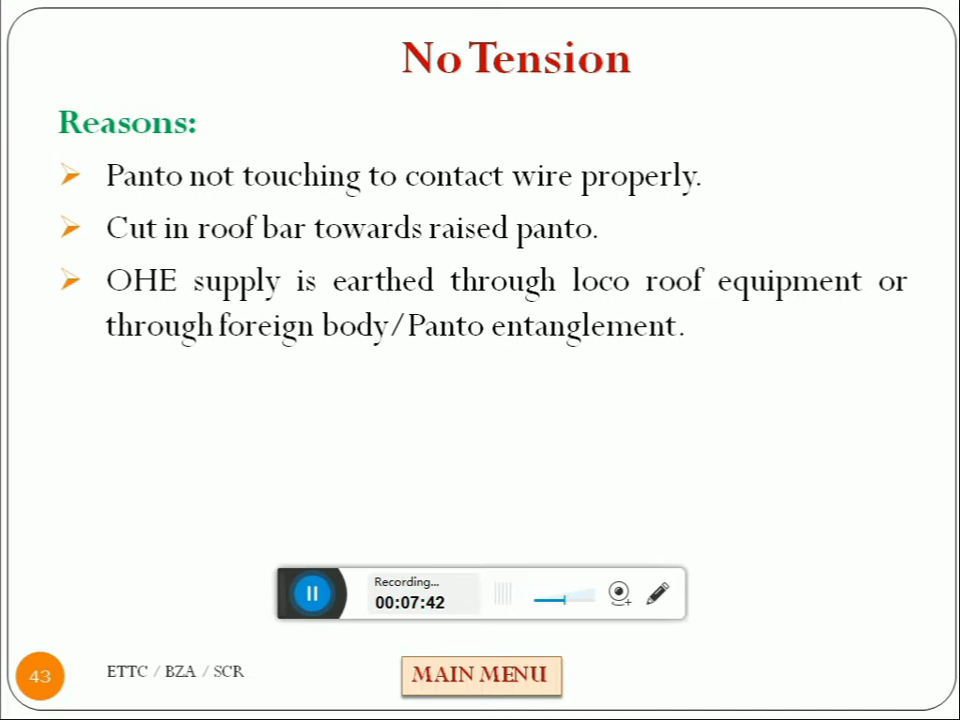 No Tension
Reasons:
Panto not touching to contact wire properly.
Cut in roof bar towards raised panto.
OHE supply is earthed through loco roof equipment or
through foreign body/Panto entanglement.
Recording...
00:07:42
43
ETTC / BZA / SCR
MAIN MENU